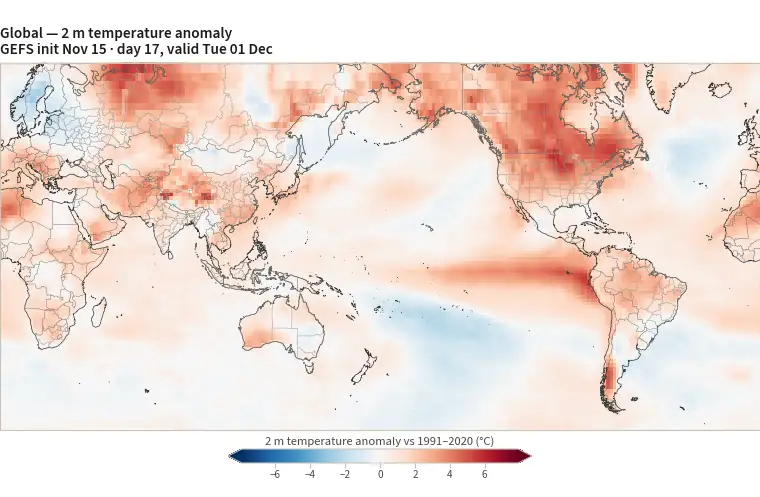 Global — 2 m temperature anomaly
GEFS init Nov 15 · day 17, valid Tue 01 Dec
2 m temperature anomaly vs 1991–2020 (°C)
−6 −4 −2 0 2 4 6